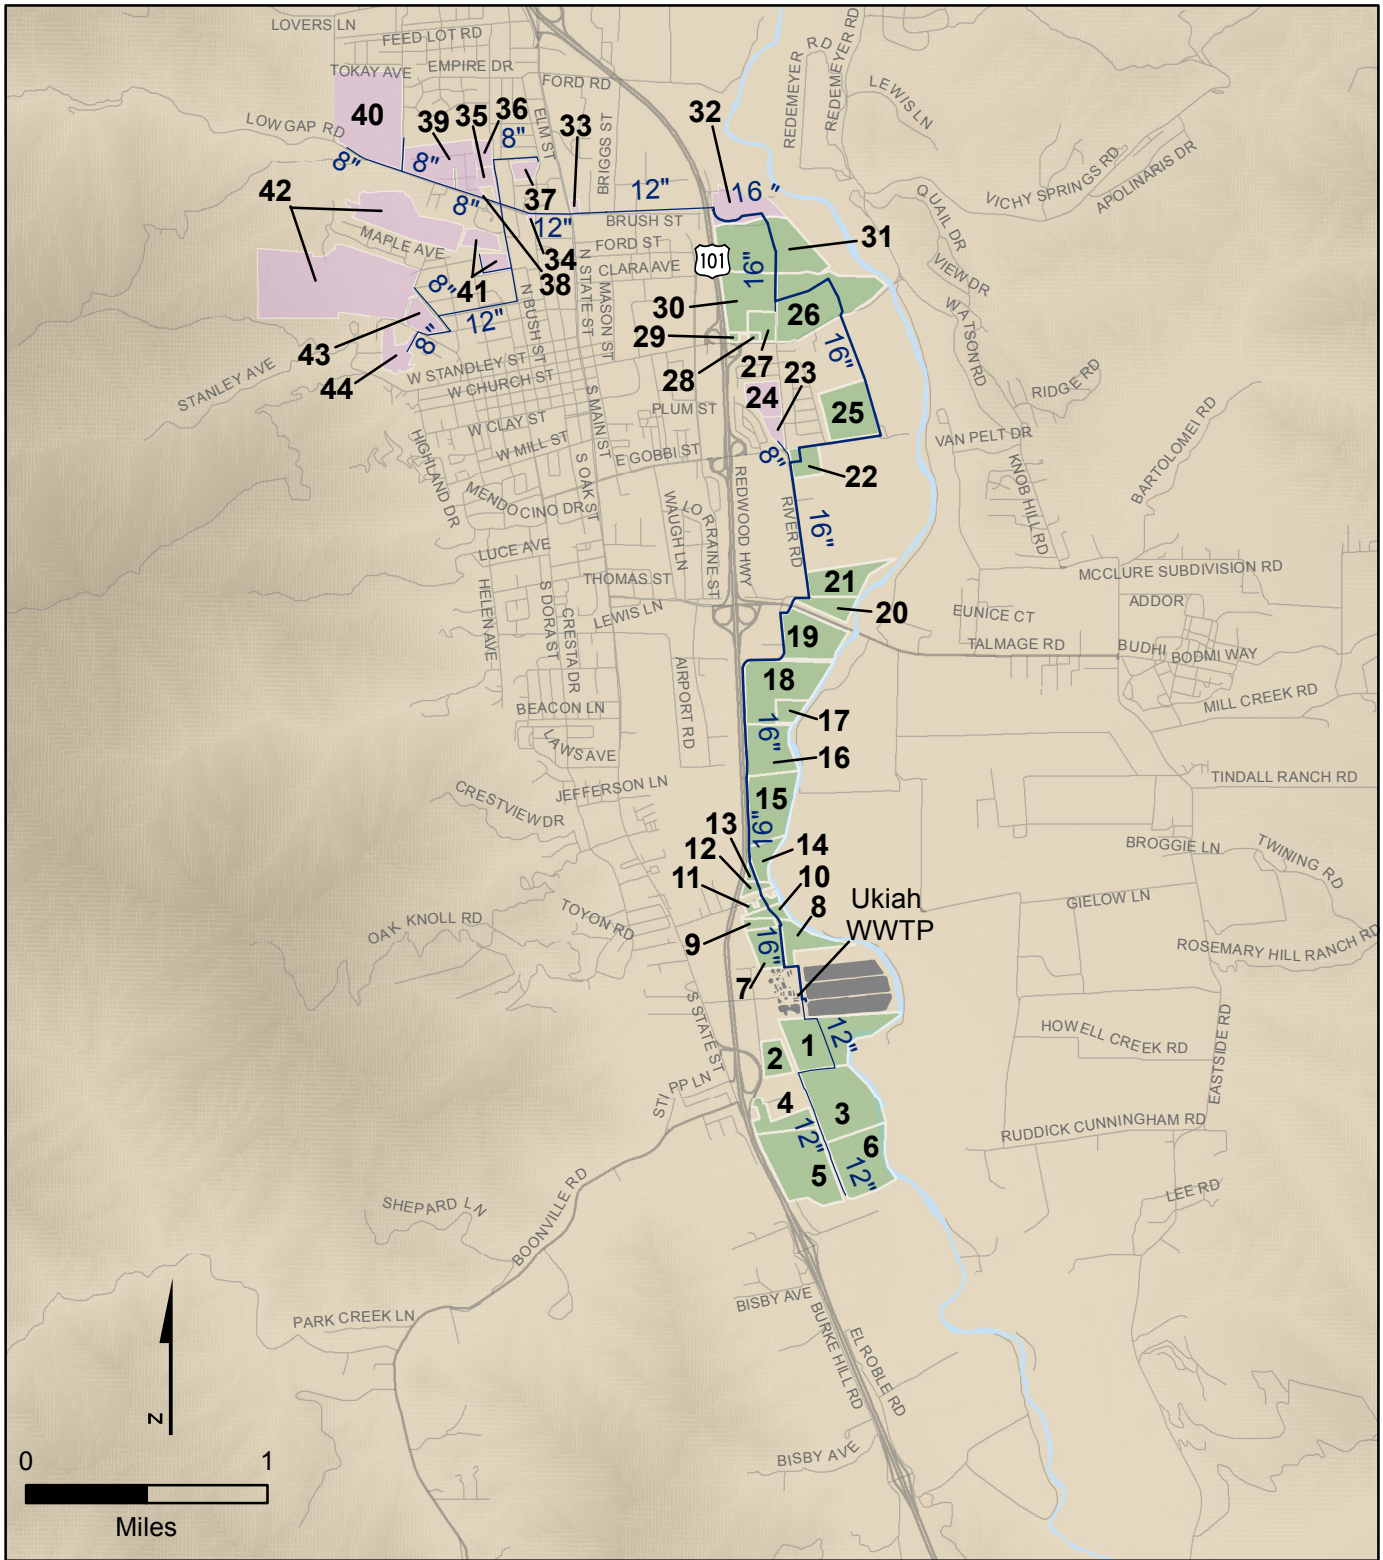 LOVERS LN
FEED LOT RD
TOKAY AVE
EMPIRE DR
FORD RD
REDEMEYER RD
REDEMEYER RD
LEWIS LN
LOW GAP RD
40
39
35
36
8"
ELM ST
33
BRIGGS ST
32
VICHY SPRINGS RD
APOLINARIS DR
8"
8"
42
8"
37
12"
16"
QUAIL DR
BRUSH ST
12"
MAPLE AVE
34
FORD ST
31
101
38
CLARA AVE
16"
VIEW DR
41
8"
N BUSH ST
N STATE ST
MASON ST
30
26
WATSON RD
12"
29
43
8"
28
27
16"
44
W STANDLEY ST
STANLEY AVE
W CHURCH ST
23
24
RIDGE RD
S MAIN ST
PLUM ST
25
BARTOLOMEI RD
W CLAY ST
W MILL ST
HIGHLAND DR
E GOBBI ST
VAN PELT DR
8"
22
S OAK ST
REDWOOD HWY
KNOB HILL RD
MENDOCINO DR
WAUGH LN
LORRAINE ST
RIVER RD
16"
LUCE AVE
THOMAS ST
21
MCCLURE SUBDIVISION RD
HELEN AVE
S DORA ST
CRESTA DR
LEWIS LN
20
EUNICE CT
ADDOR
19
TALMAGE RD
BUDHI
BODMI WAY
AIRPORT RD
18
MILL CREEK RD
BEACON LN
17
LAWS AVE
16"
16
TINDALL RANCH RD
JEFFERSON LN
CRESTVIEW DR
15
16"
13
12
14
BROGGIE LN
TWINING RD
11
10
Ukiah
WWTP
GIELOW LN
OAK KNOLL RD
TOYON RD
8
9
16"
ROSEMARY HILL RANCH RD
7
S STATE ST
1
12"
HOWELL CREEK RD
2
EASTSIDE RD
STIPP LN
4
3
12"
RUDDICK CUNNINGHAM RD
6
5
12"
LEE RD
SHEPARD LN
BOONVILLE RD
BISBY AVE
PARK CREEK LN
BURKE HILL RD
EL ROBLE RD
N
BISBY AVE
0
1
Miles